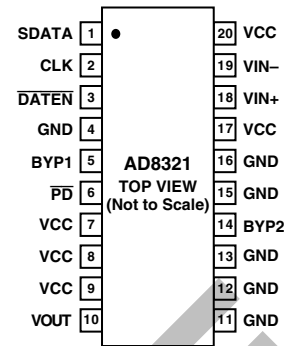 SDATA 1 20 VCC
CLK 2 19 VIN–
DATEN 3 18 VIN+
GND 4 17 VCC
BYP1 5 AD8321 16 GND
PD 6 TOP VIEW 15 GND
(Not to Scale)
VCC 7 14 BYP2
VCC 8 13 GND
VCC 9 12 GND
VOUT 10 11 GND